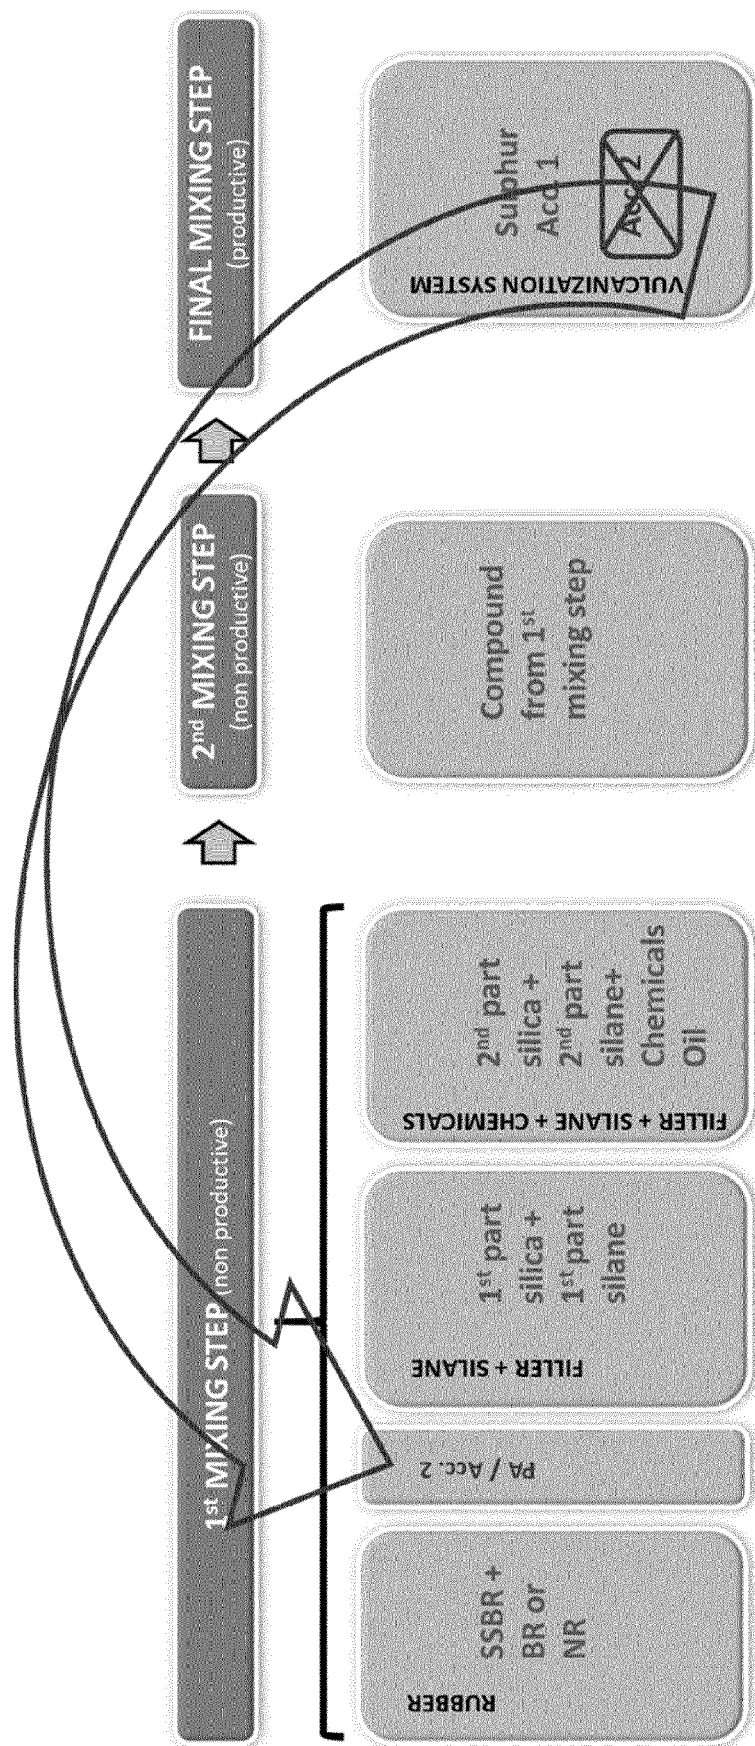 1st MIXING STEP (non productive)
RUBBER
SSBR +
BR or
NR
PA / Acc. 2
FILLER + SILANE
1st part
silica +
1st part
silane
FILLER + SILANE + CHEMICALS
2nd part
silica +
2nd part
silane+
Chemicals
Oil
2nd MIXING STEP
(non productive)
Compound
from 1st
mixing step
FINAL MIXING STEP
(productive)
VULCANIZATION SYSTEM
Sulphur
Acc. 1
Acc. 2